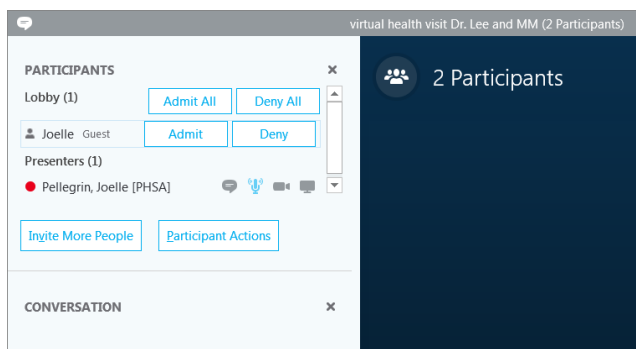 virtual health visit Dr. Lee and MM (2 Participants)
PARTICIPANTS
2 Participants
Lobby (1) Admit All Deny All
Joelle Guest Admit Deny
Presenters (1)
Pellegrin, Joelle [PHSA]
Invite More People Participant Actions
CONVERSATION